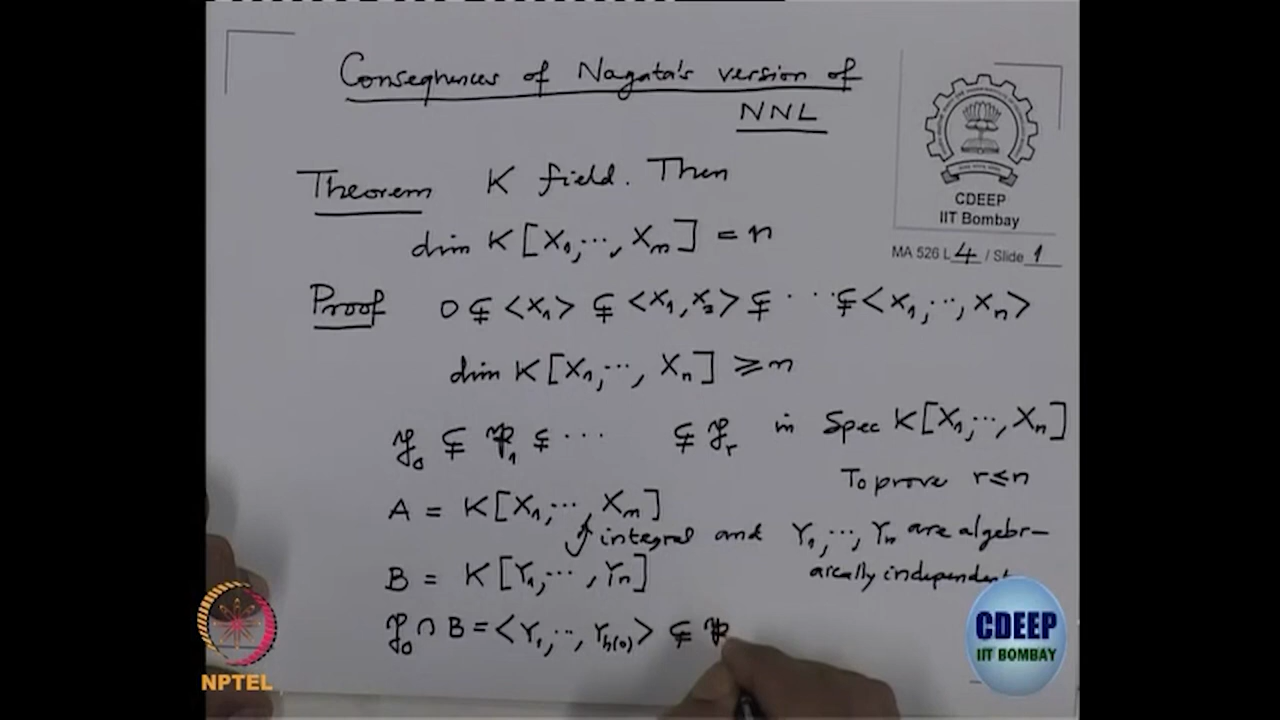 Consequences of Nagata's version of
NNL
CDEEP
IIT Bombay
MA 526 L 4 / Slide 1
Theorem K field. Then
dim K[X₁,⋯, Xₙ] = n
Proof 0 ⊊ <X₁> ⊊ <X₁, X₂> ⊊ ⋯ ⊊ <X₁,⋯, Xₙ>
dim K[X₁,⋯, Xₙ] ≥ n
𝔭₀ ⊊ 𝔭₁ ⊊ ⋯ ⊊ 𝔭ᵣ in Spec K[X₁,⋯, Xₙ]
To prove r ≤ n
A = K[X₁,⋯, Xₙ]
integral and Y₁,⋯, Yₙ are algebr-
aically independent
B = K[Y₁,⋯, Yₙ]
𝔭₀ ∩ B = <Y₁,⋯, Y_h(0)> ⊊ 𝔭
NPTEL
CDEEP
IIT BOMBAY